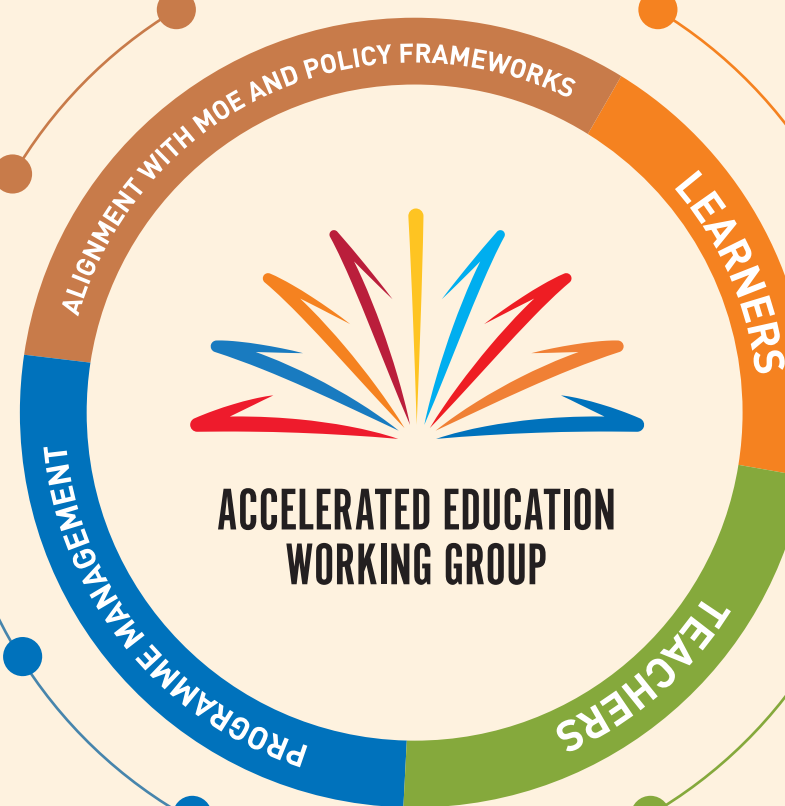 ALIGNMENT WITH MOE AND POLICY FRAMEWORKS
LEARNERS
ACCELERATED EDUCATION
WORKING GROUP
PROGRAMME MANAGEMENT
TEACHERS